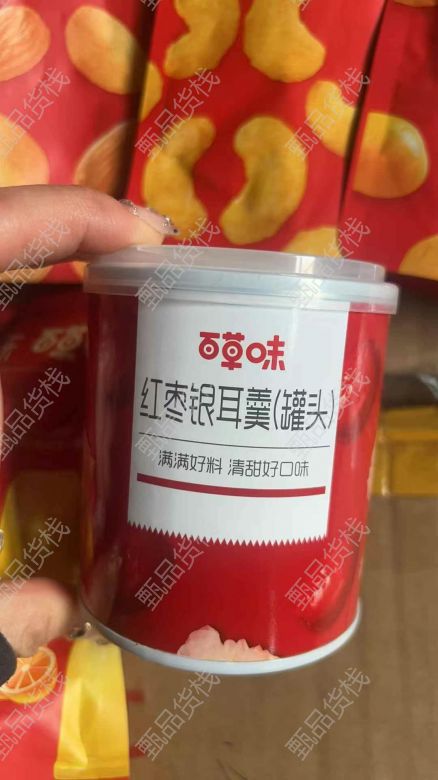 百草味
红枣银耳羹(罐头)
满满好料 清甜好口味
甄品货栈